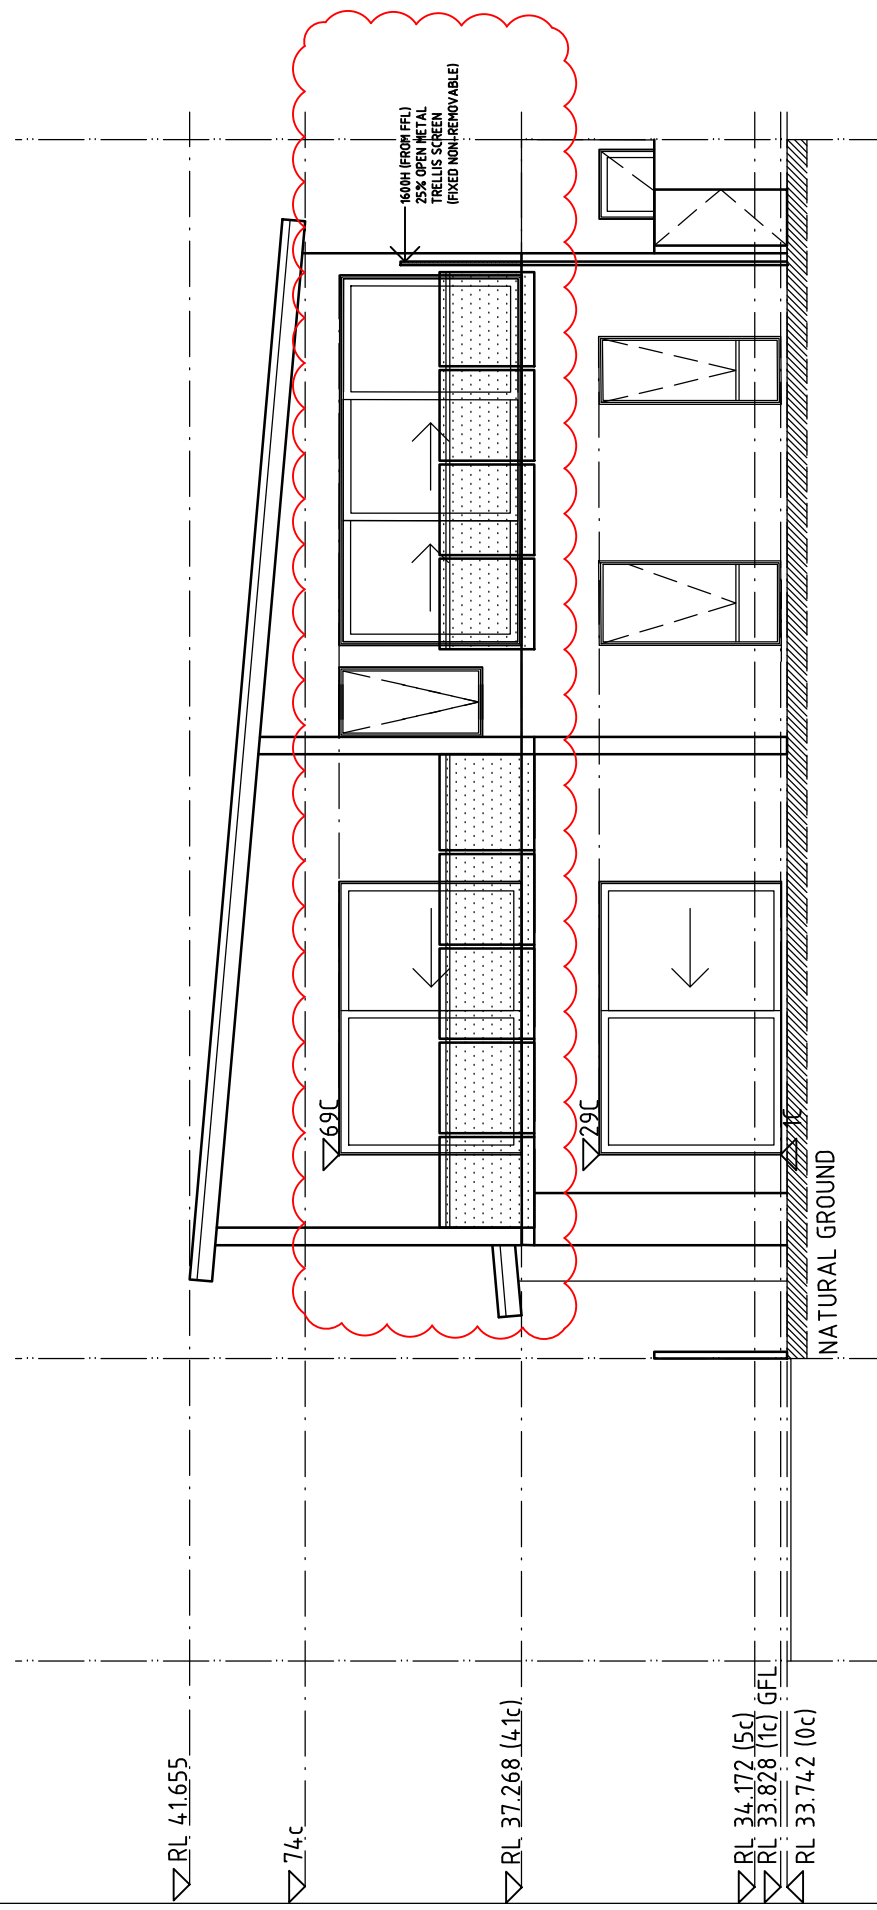 1600H (FROM FFL)
25% OPEN METAL
TRELLIS SCREEN
(FIXED NON-REMOVABLE)
69C
29C
1C
NATURAL GROUND
RL 41.655
74c
RL 37.268 (41c)
RL 34.172 (5c)
RL 33.828 (1c) GFL
RL 33.742 (0c)